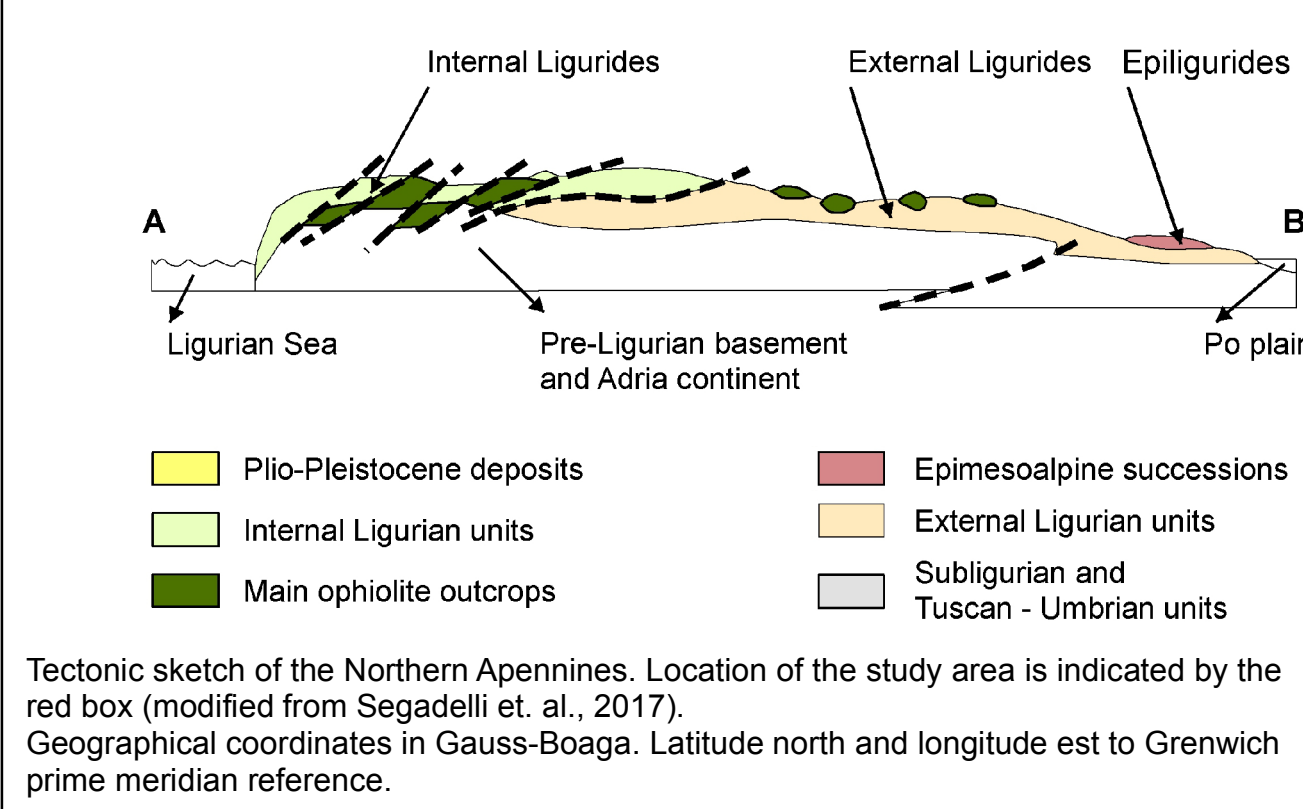 Internal Ligurides
External Ligurides
Epiligurides
A
B
Ligurian Sea
Pre-Ligurian basement
and Adria continent
Po plain
Plio-Pleistocene deposits
Internal Ligurian units
Main ophiolite outcrops
Epimesoalpine successions
External Ligurian units
Subligurian and
Tuscan - Umbrian units
Tectonic sketch of the Northern Apennines. Location of the study area is indicated by the
red box (modified from Segadelli et. al., 2017).
Geographical coordinates in Gauss-Boaga. Latitude north and longitude est to Grenwich
prime meridian reference.